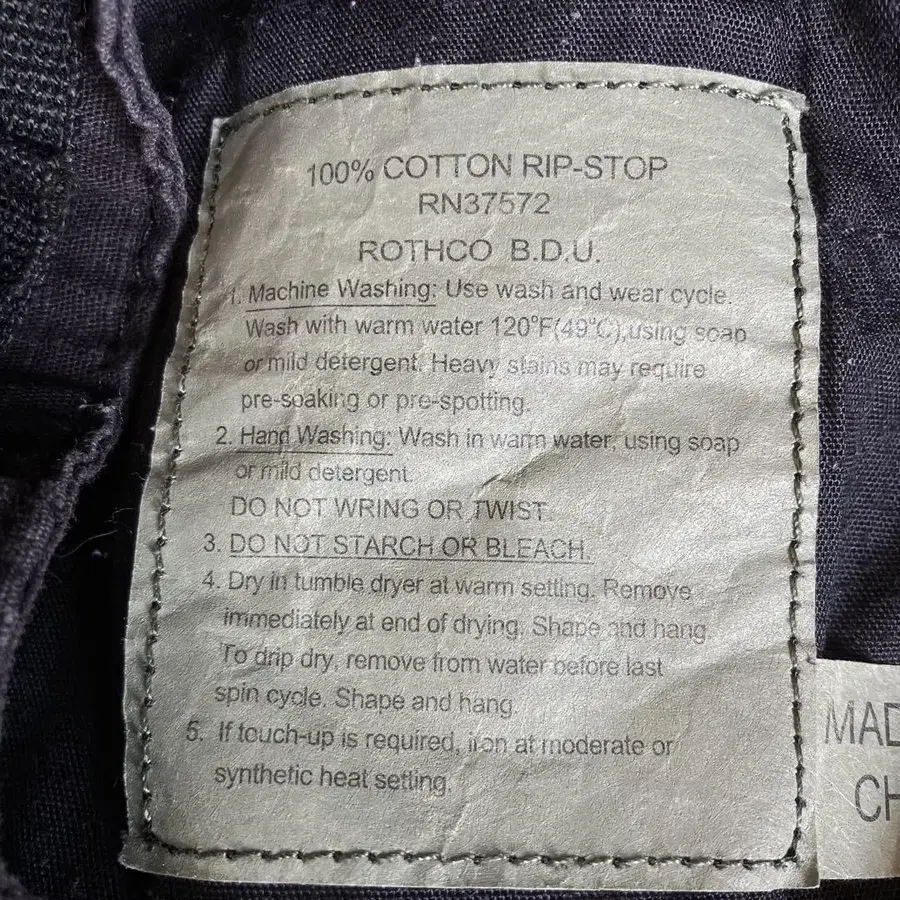 100% COTTON RIP-STOP
RN37572
ROTHCO B.D.U.
1. Machine Washing: Use wash and wear cycle.
Wash with warm water 120°F(49°C),using soap
or mild detergent. Heavy stains may require
pre-soaking or pre-spotting.
2. Hand Washing: Wash in warm water, using soap
or mild detergent.
DO NOT WRING OR TWIST.
3. DO NOT STARCH OR BLEACH.
4. Dry in tumble dryer at warm setting. Remove
immediately at end of drying. Shape and hang.
To drip dry, remove from water before last
spin cycle. Shape and hang.
5. If touch-up is required, iron at moderate or
synthetic heat setting.
MAD
CH